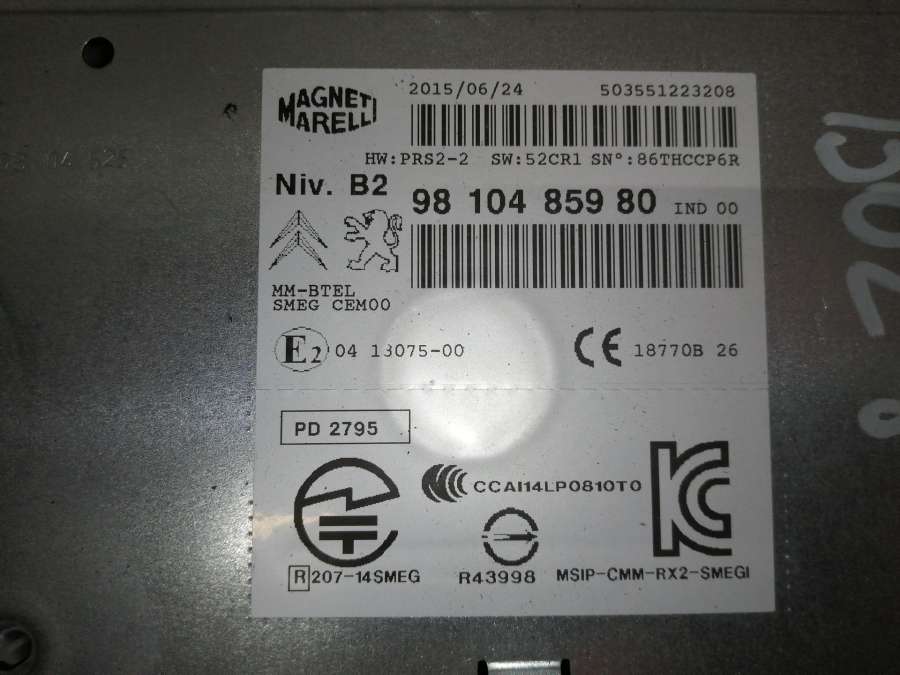 MAGNETI MARELLI
2015/06/24 503551223208
HW:PRS2-2 SW:52CR1 SN°:86THCCP6R
Niv. B2
98 104 859 80 IND 00
MM-BTEL
SMEG CEM00
E2 04 13075-00
CE 18770B 26
PD 2795
CCAI14LP0810T0
R 207-14SMEG
R43998
MSIP-CMM-RX2-SMEGI